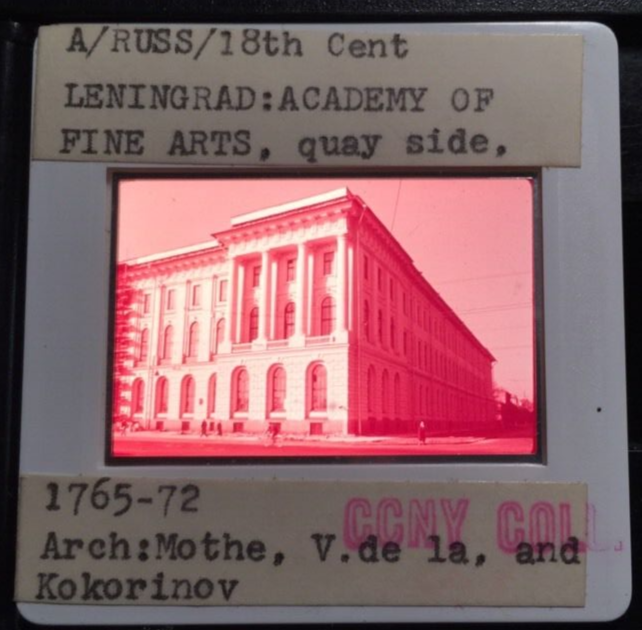 A/RUSS/18th Cent
LENINGRAD:ACADEMY OF
FINE ARTS, quay side,
1765-72
CCNY COLL.
Arch:Mothe, V.de la, and
Kokorinov